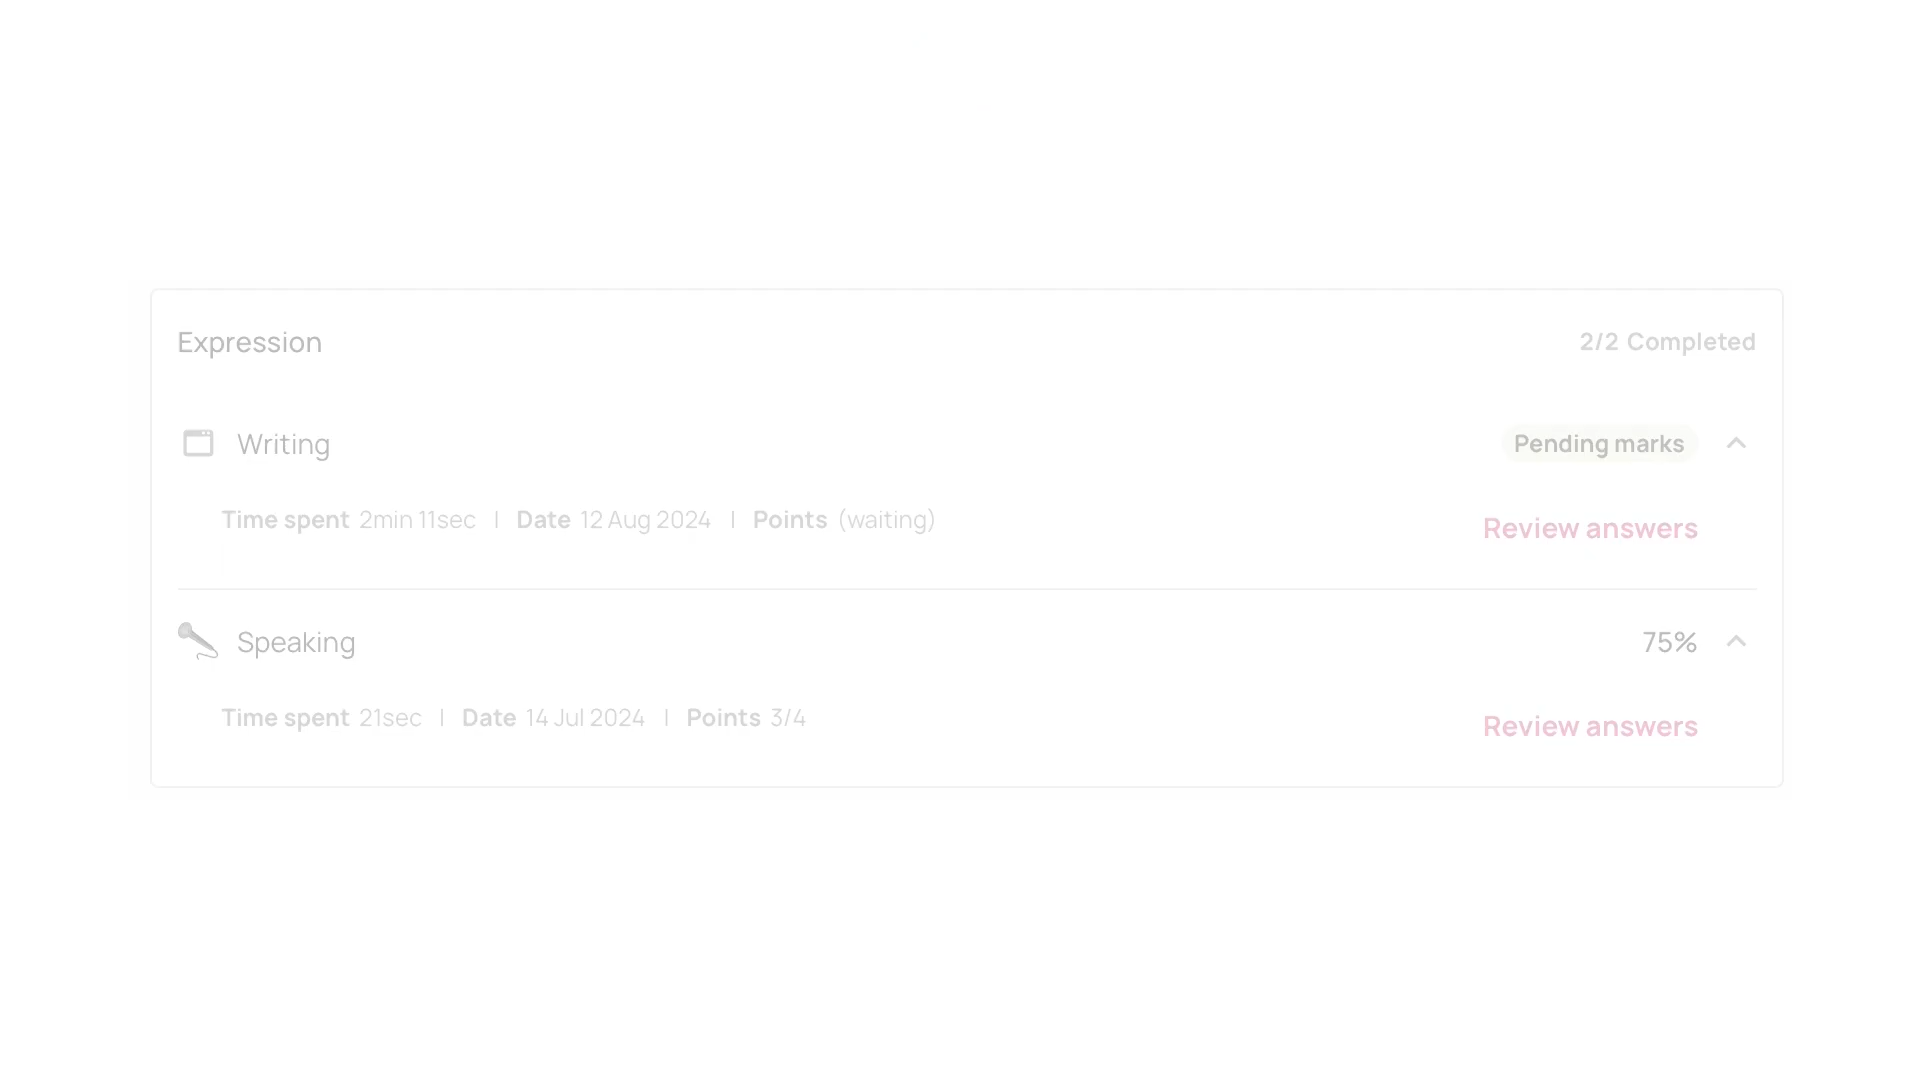 Expression 2/2 Completed
Writing Pending marks
Time spent 2min 11sec | Date 12 Aug 2024 | Points (waiting) Review answers
Speaking 75%
Time spent 21sec | Date 14 Jul 2024 | Points 3/4 Review answers